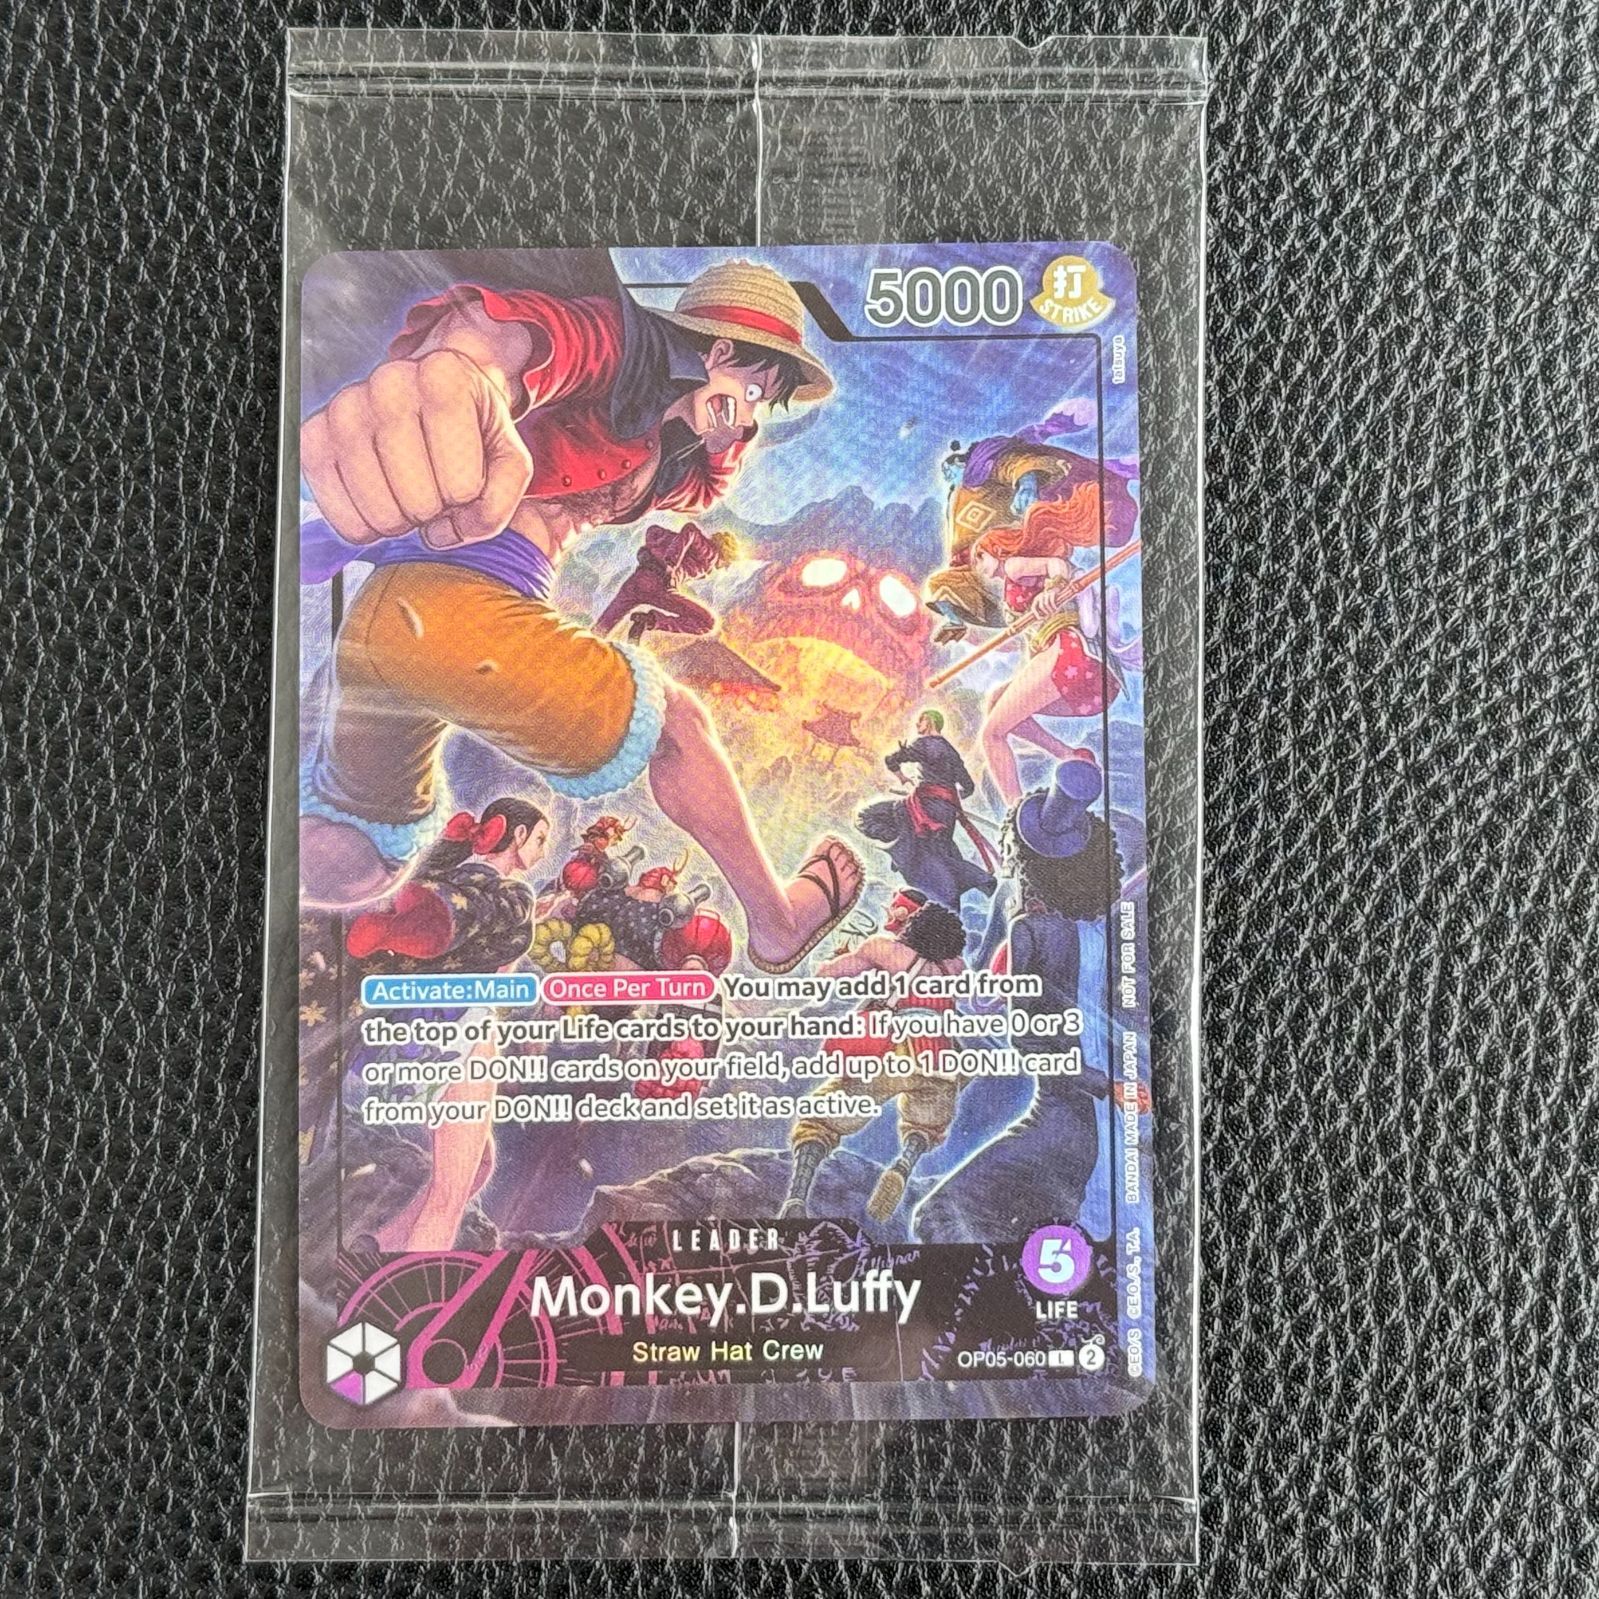 5000
打
STRIKE
tatsuya
Activate:Main Once Per Turn You may add 1 card from
the top of your Life cards to your hand: If you have 0 or 3
or more DON!! cards on your field, add up to 1 DON!! card
from your DON!! deck and set it as active.
LEADER
Monkey.D.Luffy
Straw Hat Crew
5
LIFE
OP05-060 L 2
©E.O./S. ©E.O./S.,T.A. BANDAI MADE IN JAPAN NOT FOR SALE